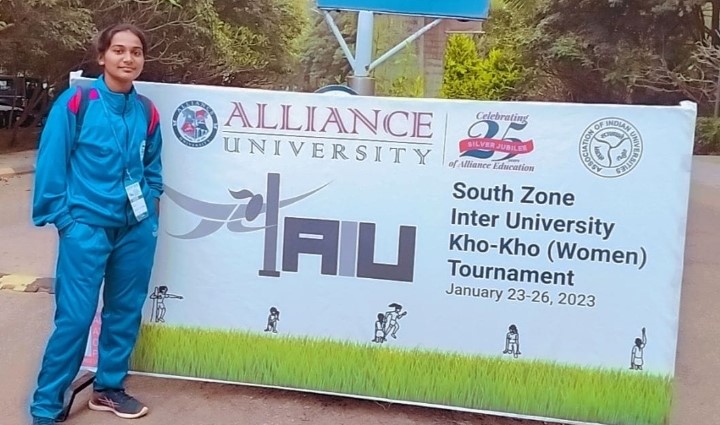 ALLIANCE
UNIVERSITY
Celebrating
25
SILVER JUBILEE
years
of Alliance Education
ASSOCIATION OF INDIAN UNIVERSITIES
AIU
South Zone
Inter University
Kho-Kho (Women)
Tournament
January 23-26, 2023